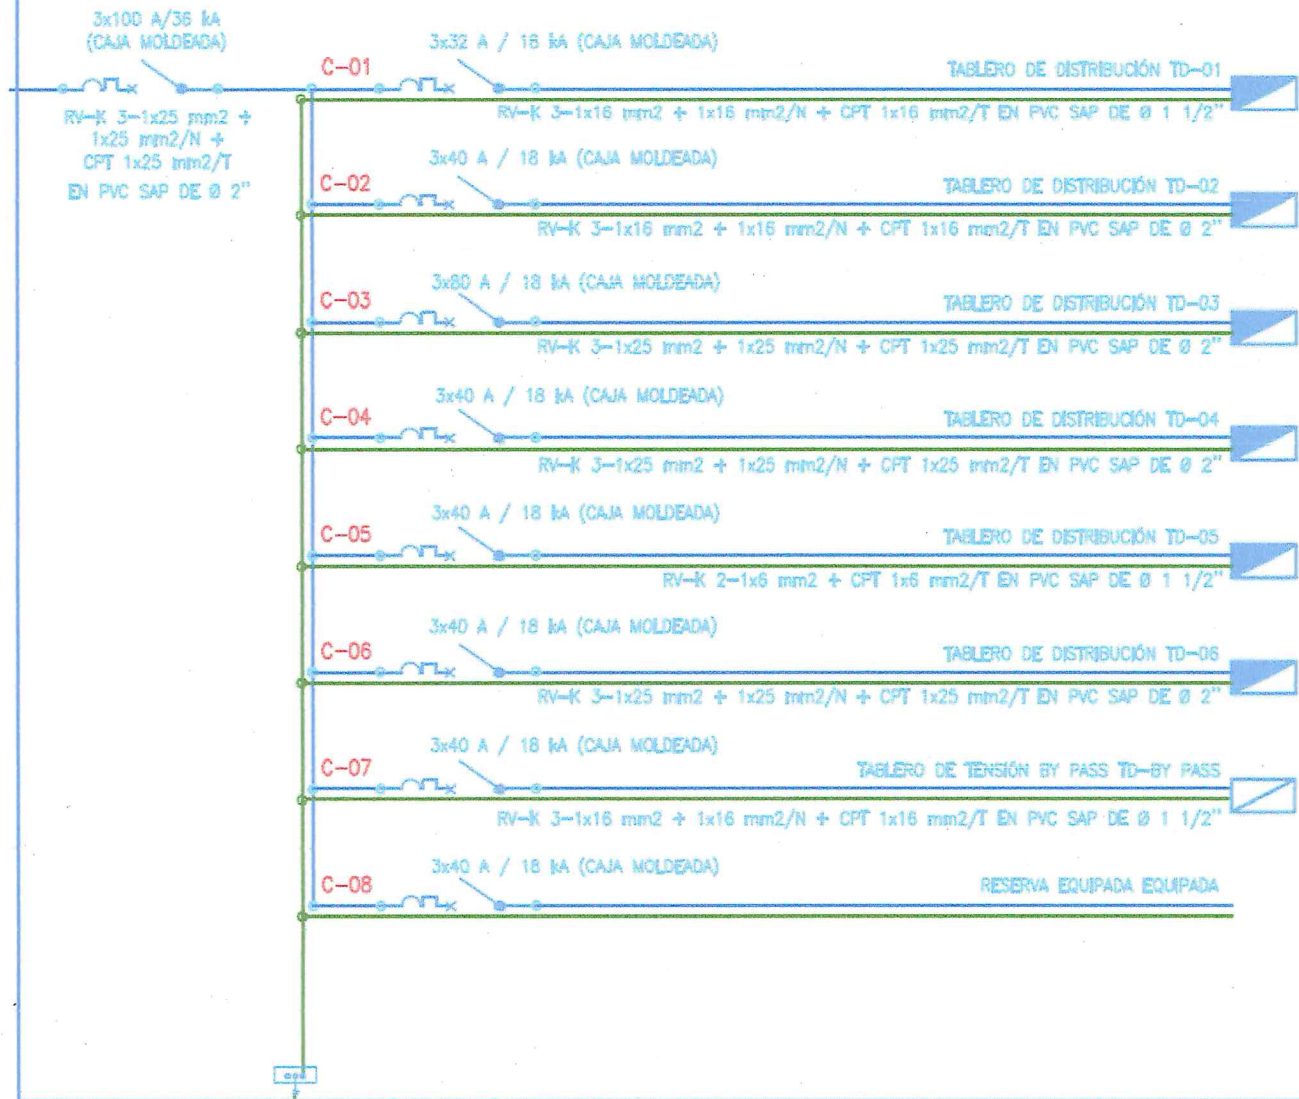 3x100 A/36 kA
(CAJA MOLDEADA)
RV-K 3-1x25 mm2 +
1x25 mm2/N +
CPT 1x25 mm2/T
EN PVC SAP DE Ø 2"
C-01
3x32 A / 18 kA (CAJA MOLDEADA)
TABLERO DE DISTRIBUCIÓN TD-01
RV-K 3-1x16 mm2 + 1x16 mm2/N + CPT 1x16 mm2/T EN PVC SAP DE Ø 1 1/2"
C-02
3x40 A / 18 kA (CAJA MOLDEADA)
TABLERO DE DISTRIBUCIÓN TD-02
RV-K 3-1x16 mm2 + 1x16 mm2/N + CPT 1x16 mm2/T EN PVC SAP DE Ø 2"
C-03
3x80 A / 18 kA (CAJA MOLDEADA)
TABLERO DE DISTRIBUCIÓN TD-03
RV-K 3-1x25 mm2 + 1x25 mm2/N + CPT 1x25 mm2/T EN PVC SAP DE Ø 2"
C-04
3x40 A / 18 kA (CAJA MOLDEADA)
TABLERO DE DISTRIBUCIÓN TD-04
RV-K 3-1x25 mm2 + 1x25 mm2/N + CPT 1x25 mm2/T EN PVC SAP DE Ø 2"
C-05
3x40 A / 18 kA (CAJA MOLDEADA)
TABLERO DE DISTRIBUCIÓN TD-05
RV-K 2-1x6 mm2 + CPT 1x6 mm2/T EN PVC SAP DE Ø 1 1/2"
C-06
3x40 A / 18 kA (CAJA MOLDEADA)
TABLERO DE DISTRIBUCIÓN TD-06
RV-K 3-1x25 mm2 + 1x25 mm2/N + CPT 1x25 mm2/T EN PVC SAP DE Ø 2"
C-07
3x40 A / 18 kA (CAJA MOLDEADA)
TABLERO DE TENSIÓN BY PASS TD-BY PASS
RV-K 3-1x16 mm2 + 1x16 mm2/N + CPT 1x16 mm2/T EN PVC SAP DE Ø 1 1/2"
C-08
3x40 A / 18 kA (CAJA MOLDEADA)
RESERVA EQUIPADA EQUIPADA